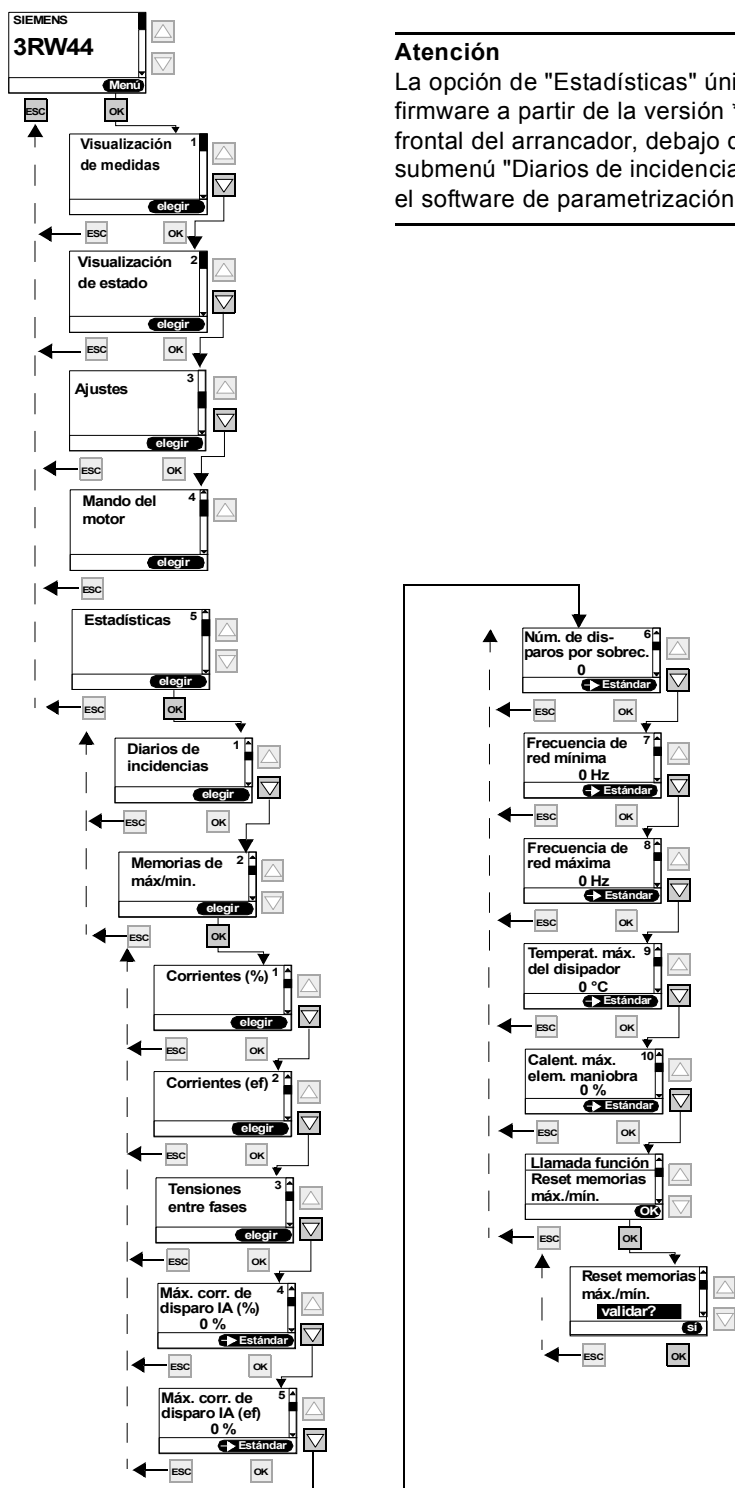 SIEMENS
3RW44
Menú
ESC
OK
Atención
La opción de "Estadísticas" úni
firmware a partir de la versión *
frontal del arrancador, debajo d
submenú "Diarios de incidencia
el software de parametrización
Visualización 1
de medidas
elegir
ESC
OK
Visualización 2
de estado
elegir
ESC
OK
Ajustes 3
elegir
ESC
OK
Mando del 4
motor
elegir
ESC
Estadísticas 5
elegir
ESC
OK
Diarios de 1
incidencias
elegir
ESC
OK
Memorias de 2
máx/min.
elegir
ESC
OK
Corrientes (%) 1
elegir
ESC
OK
Corrientes (ef) 2
elegir
ESC
OK
Tensiones 3
entre fases
elegir
ESC
OK
Máx. corr. de 4
disparo IA (%)
0 %
Estándar
ESC
OK
Máx. corr. de 5
disparo IA (ef)
0 %
Estándar
ESC
OK
Núm. de dis- 6
paros por sobrec.
0
Estándar
ESC
OK
Frecuencia de 7
red mínima
0 Hz
Estándar
ESC
OK
Frecuencia de 8
red máxima
0 Hz
Estándar
ESC
OK
Temperat. máx. 9
del disipador
0 °C
Estándar
ESC
OK
Calent. máx. 10
elem. maniobra
0 %
Estándar
ESC
OK
Llamada función
Reset memorias
máx./mín.
OK
ESC
OK
Reset memorias
máx./mín.
validar?
sí
ESC
OK